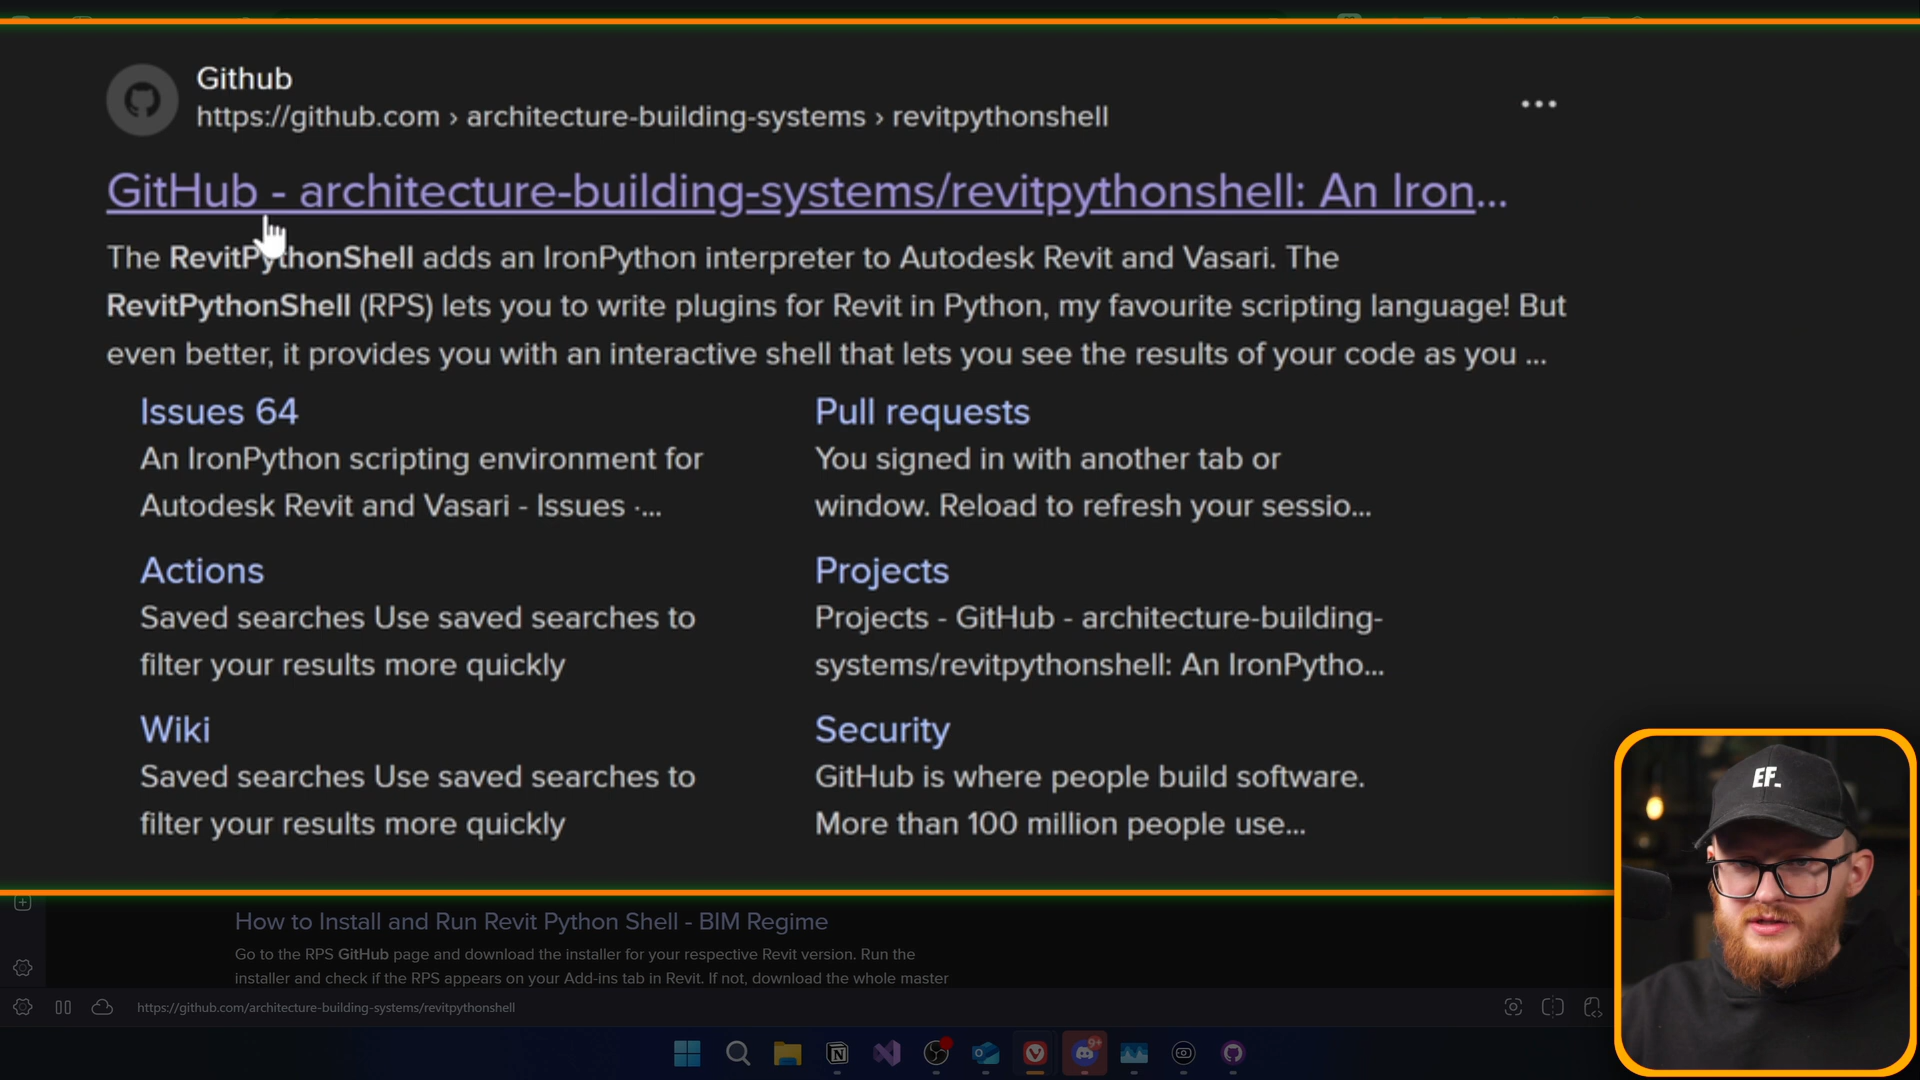 Github
https://github.com › architecture-building-systems › revitpythonshell
GitHub - architecture-building-systems/revitpythonshell: An Iron...
The RevitPythonShell adds an IronPython interpreter to Autodesk Revit and Vasari. The
RevitPythonShell (RPS) lets you to write plugins for Revit in Python, my favourite scripting language! But
even better, it provides you with an interactive shell that lets you see the results of your code as you ...
Issues 64
An IronPython scripting environment for
Autodesk Revit and Vasari - Issues ·...
Pull requests
You signed in with another tab or
window. Reload to refresh your sessio...
Actions
Saved searches Use saved searches to
filter your results more quickly
Projects
Projects - GitHub - architecture-building-
systems/revitpythonshell: An IronPytho...
Wiki
Saved searches Use saved searches to
filter your results more quickly
Security
GitHub is where people build software.
More than 100 million people use...
EF.
How to Install and Run Revit Python Shell - BIM Regime
Go to the RPS GitHub page and download the installer for your respective Revit version. Run the
installer and check if the RPS appears on your Add-ins tab in Revit. If not, download the whole master
https://github.com/architecture-building-systems/revitpythonshell
9+